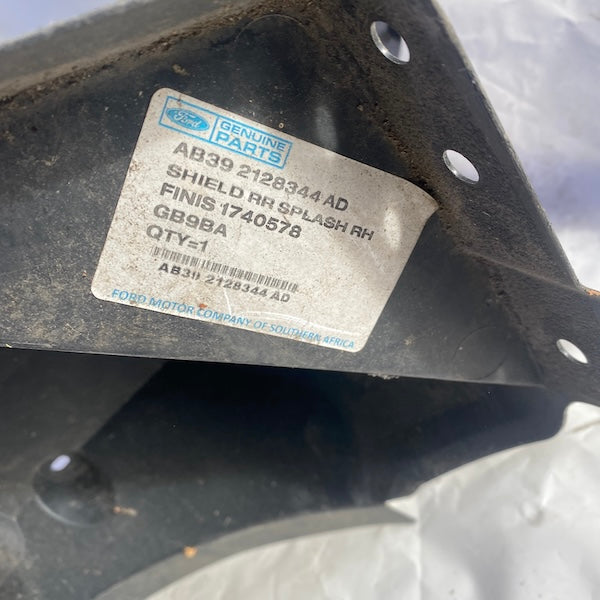 Ford
GENUINE
PARTS
AB39 2128344 AD
SHIELD RR SPLASH RH
FINIS 1740578
GB9BA
QTY=1
AB39 2128344 AD
FORD MOTOR COMPANY OF SOUTHERN AFRICA